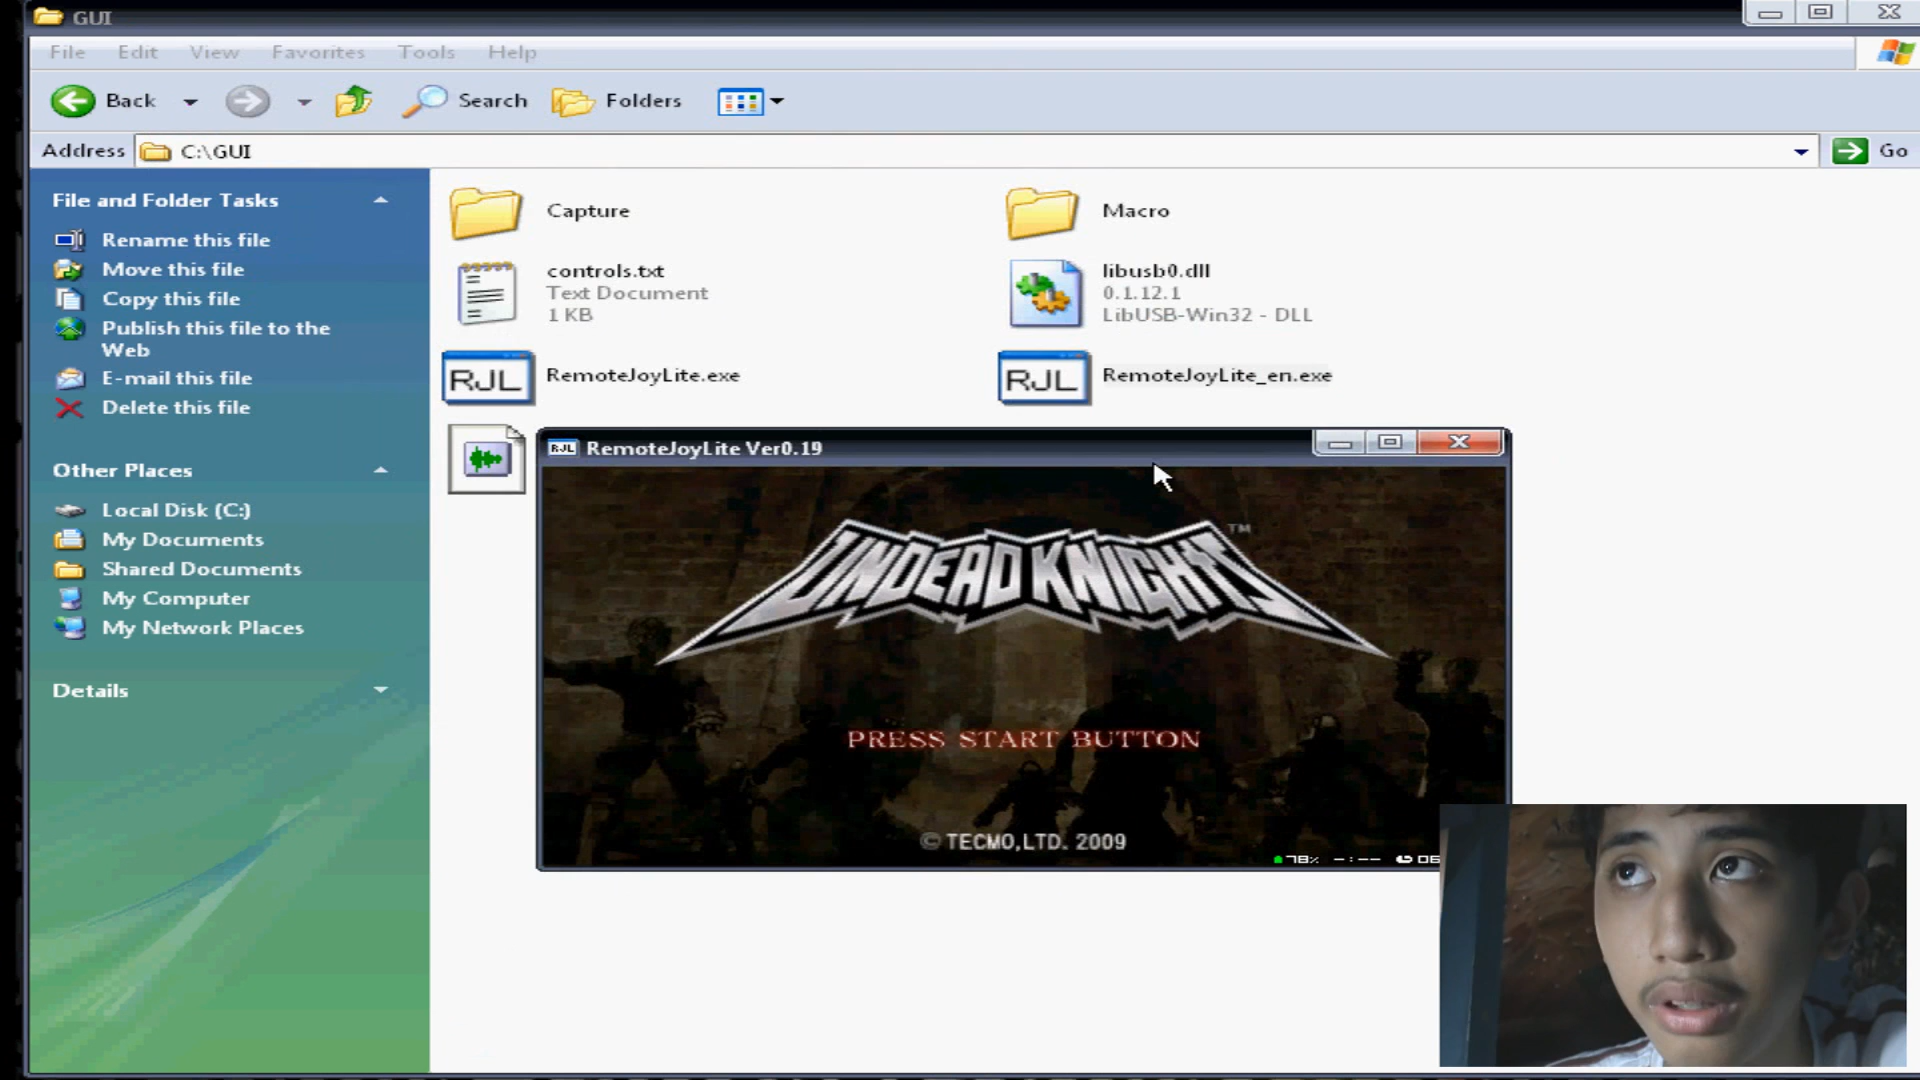 GUI
File Edit View Favorites Tools Help
Back Search Folders
Address C:\GUI Go
File and Folder Tasks
Rename this file
Move this file
Copy this file
Publish this file to the
Web
E-mail this file
Delete this file
Other Places
Local Disk (C:)
My Documents
Shared Documents
My Computer
My Network Places
Details
Capture
Macro
controls.txt
Text Document
1 KB
libusb0.dll
0.1.12.1
LibUSB-Win32 - DLL
RJL RemoteJoyLite.exe
RJL RemoteJoyLite_en.exe
RJL RemoteJoyLite Ver0.19
UNDEAD KNIGHTS™
PRESS START BUTTON
© TECMO,LTD. 2009
78% -:-- 06